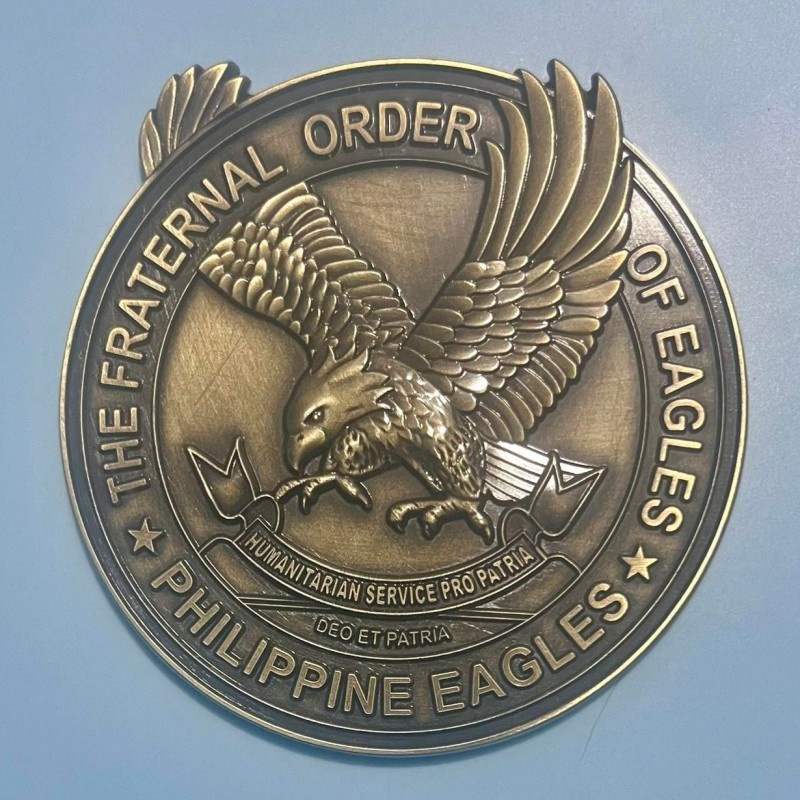 THE FRATERNAL ORDER OF EAGLES
HUMANITARIAN SERVICE PRO PATRIA
DEO ET PATRIA
PHILIPPINE EAGLES